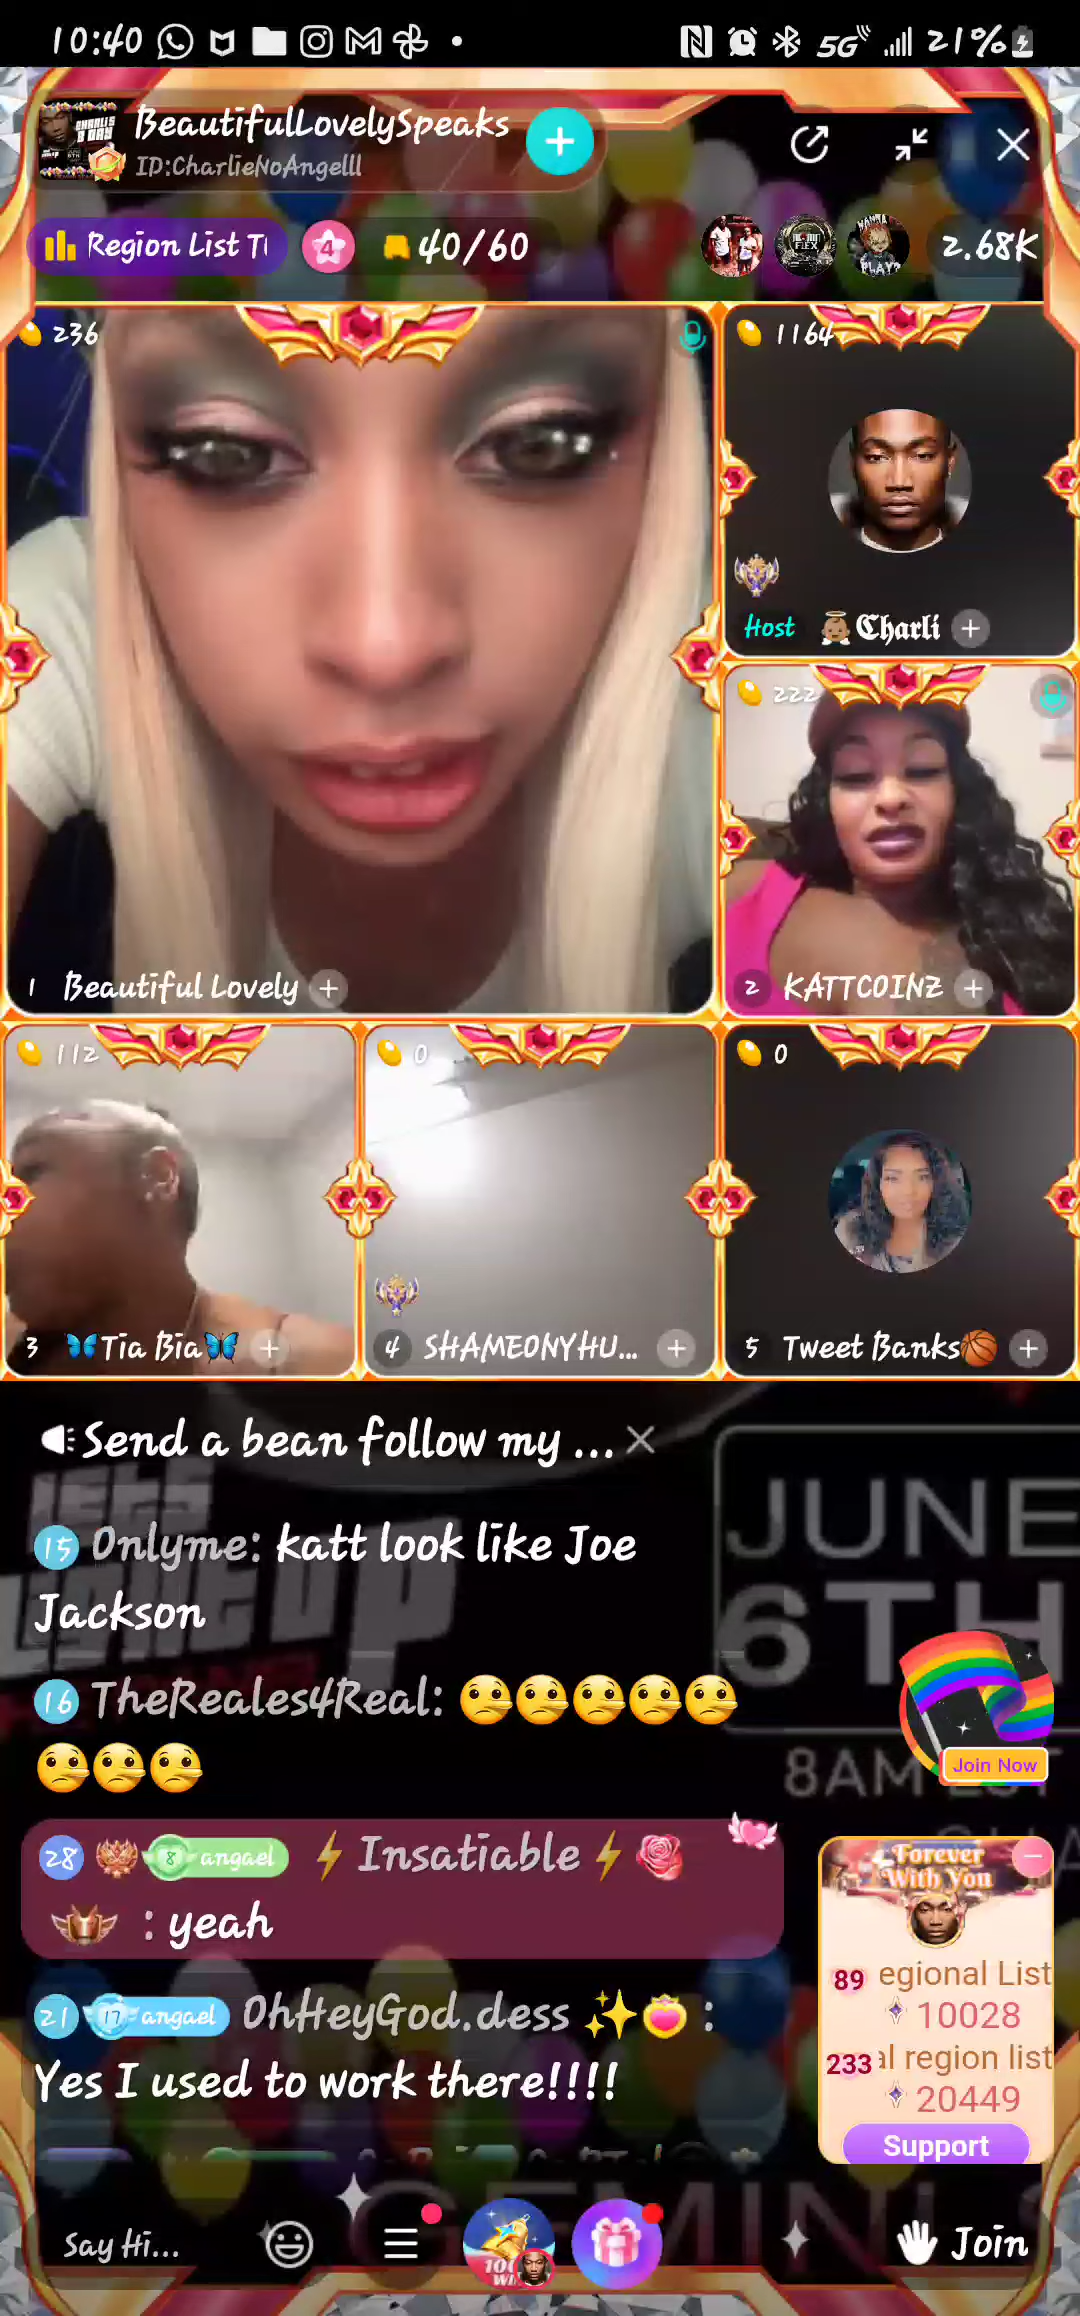 10:40
5G
21%
BeautifulLovelySpeaks
ID:CharlieNoAngelll
Region List T
4
40/60
2.68K
236
1164
Host Charli
222
1 Beautiful Lovely
2 KATTCOINZ
112
0
0
3 🦋Tia Bia🦋
4 SHAMEONYHU...
5 Tweet Banks🏀
Send a bean follow my ...
JUNE
6TH
8AM EST
15 Onlyme: katt look like Joe
Jackson
16 TheReales4Real: 🤥🤥🤥🤥🤥
🤥🤥🤥
Join Now
28 8 angael ⚡Insatiable⚡🌹
: yeah
21 17 angael OhHeyGod.dess ✨🍑 :
Yes I used to work there!!!!
Forever
With You
89 egional List
10028
233 al region list
20449
Support
GEMINI
Say Hi...
Join